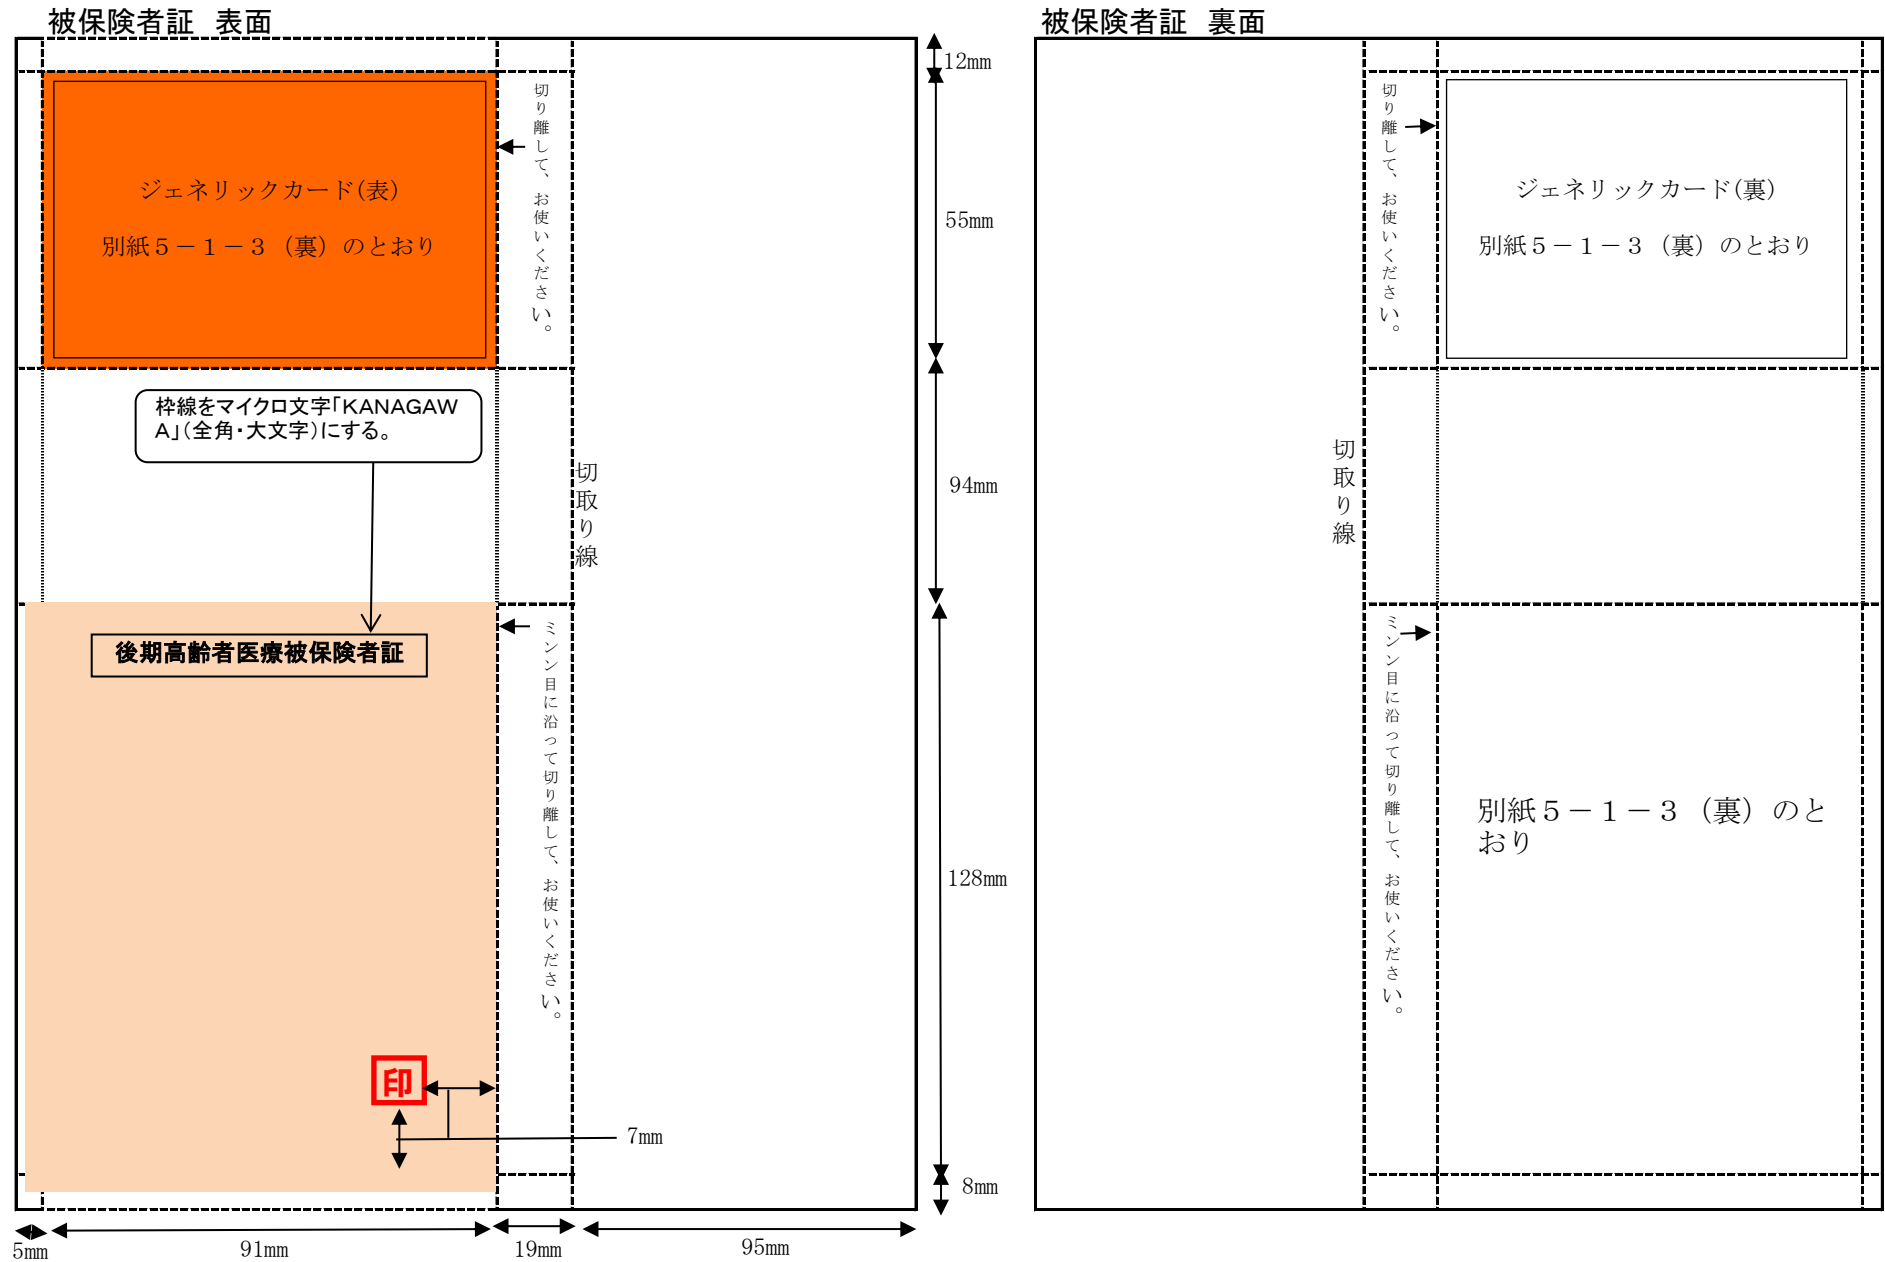 被保険者証　表面
12mm
ジェネリックカード(表)
別紙５－１－３（裏）のとおり
切り離して、お使いください。
55mm
枠線をマイクロ文字「KANAGAW
A」(全角・大文字)にする。
切取り線
94mm
後期高齢者医療被保険者証
ミシン目に沿って切り離して、お使いください。
128mm
印
7mm
8mm
5mm
91mm
19mm
95mm
被保険者証　裏面
切り離して、お使いください。
ジェネリックカード(裏)
別紙５－１－３（裏）のとおり
切取り線
ミシン目に沿って切り離して、お使いください。
別紙５－１－３（裏）のと
おり